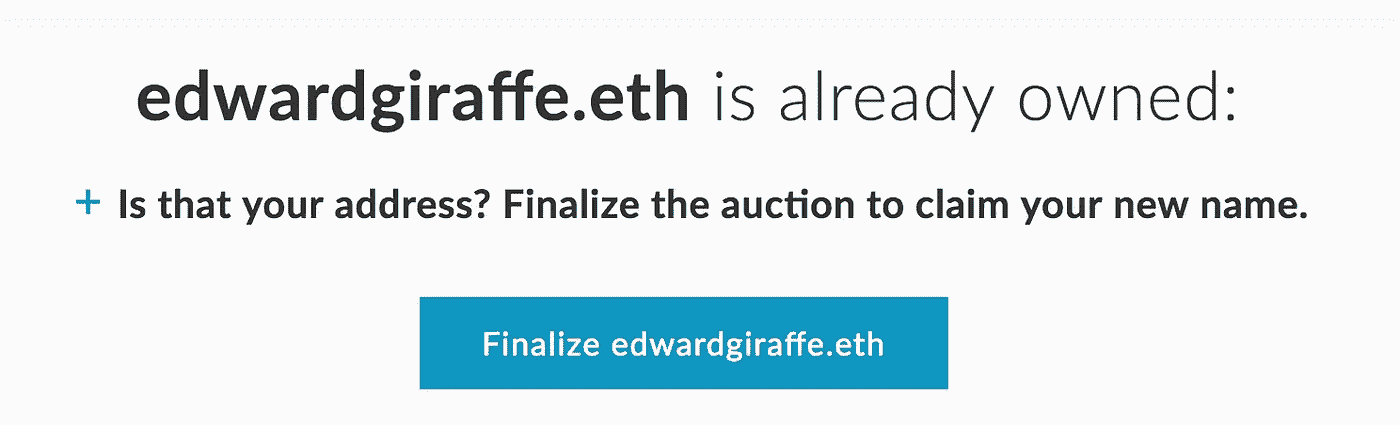 edwardgiraffe.eth is already owned:
+ Is that your address? Finalize the auction to claim your new name.
Finalize edwardgiraffe.eth